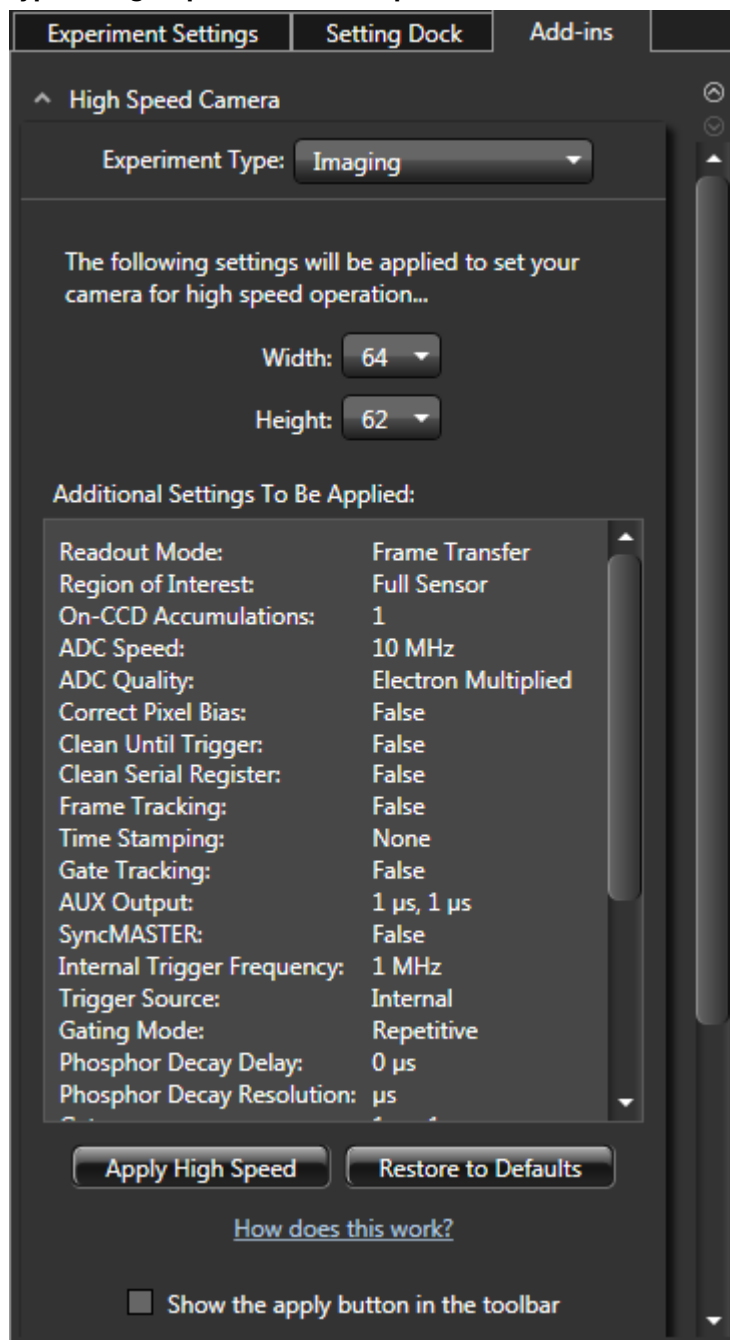 Experiment Settings Setting Dock Add-ins
High Speed Camera
Experiment Type: Imaging
The following settings will be applied to set your
camera for high speed operation...
Width: 64
Height: 62
Additional Settings To Be Applied:
Readout Mode: Frame Transfer
Region of Interest: Full Sensor
On-CCD Accumulations: 1
ADC Speed: 10 MHz
ADC Quality: Electron Multiplied
Correct Pixel Bias: False
Clean Until Trigger: False
Clean Serial Register: False
Frame Tracking: False
Time Stamping: None
Gate Tracking: False
AUX Output: 1 µs, 1 µs
SyncMASTER: False
Internal Trigger Frequency: 1 MHz
Trigger Source: Internal
Gating Mode: Repetitive
Phosphor Decay Delay: 0 µs
Phosphor Decay Resolution: µs
Apply High Speed Restore to Defaults
How does this work?
Show the apply button in the toolbar